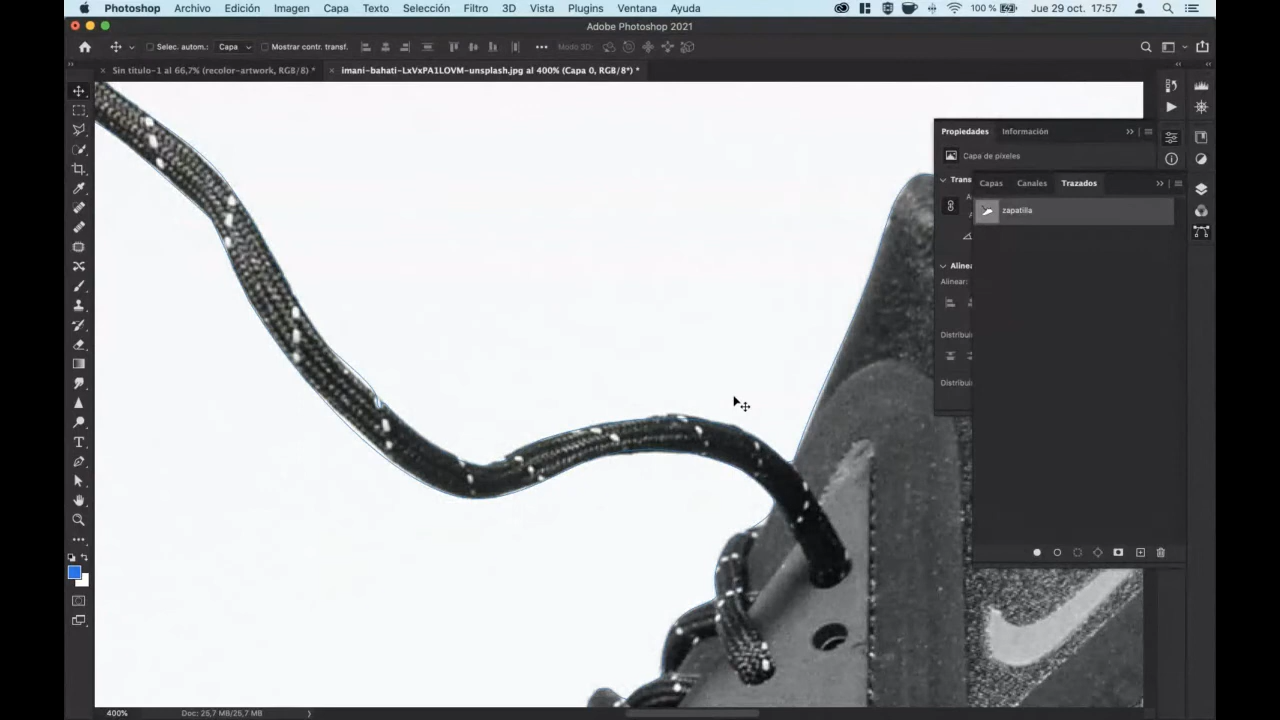 Photoshop Archivo Edición Imagen Capa Texto Selección Filtro 3D Vista Plugins Ventana Ayuda 100 % Jue 29 oct. 17:57
Adobe Photoshop 2021
Selec. autom.: Capa Mostrar contr. transf. Modo 3D:
Sin título-1 al 66,7% (recolor-artwork, RGB/8) * imani-bahati-LxVxPA1LOVM-unsplash.jpg al 400% (Capa 0, RGB/8*) *
Propiedades Información
Capa de píxeles
Trans
Capas Canales Trazados
zapatilla
Alinea
Alinear:
Distribui
Distribui
400% Doc: 25,7 MB/25,7 MB